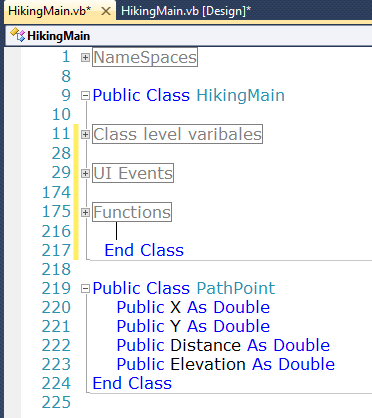 HikingMain.vb* × HikingMain.vb [Design]*
HikingMain
1 NameSpaces
8
9 Public Class HikingMain
10
11 Class level varibales
28
29 UI Events
174
175 Functions
216
217 End Class
218
219 Public Class PathPoint
220 Public X As Double
221 Public Y As Double
222 Public Distance As Double
223 Public Elevation As Double
224 End Class
225